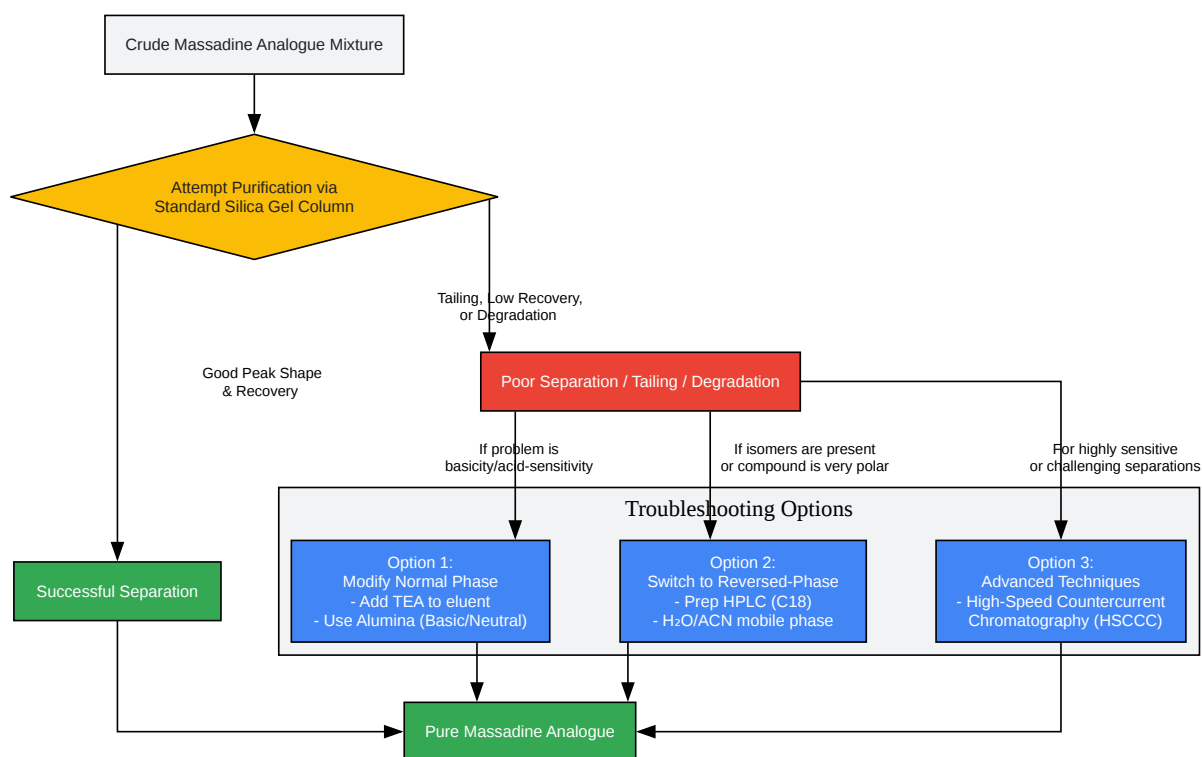 Crude Massadine Analogue Mixture
Attempt Purification via
Standard Silica Gel Column
Tailing, Low Recovery,
or Degradation
Good Peak Shape
& Recovery
Poor Separation / Tailing / Degradation
If problem is
basicity/acid-sensitivity
If isomers are present
or compound is very polar
For highly sensitive
or challenging separations
Troubleshooting Options
Option 1:
Modify Normal Phase
- Add TEA to eluent
- Use Alumina (Basic/Neutral)
Option 2:
Switch to Reversed-Phase
- Prep HPLC (C18)
- H₂O/ACN mobile phase
Option 3:
Advanced Techniques
- High-Speed Countercurrent
Chromatography (HSCCC)
Successful Separation
Pure Massadine Analogue